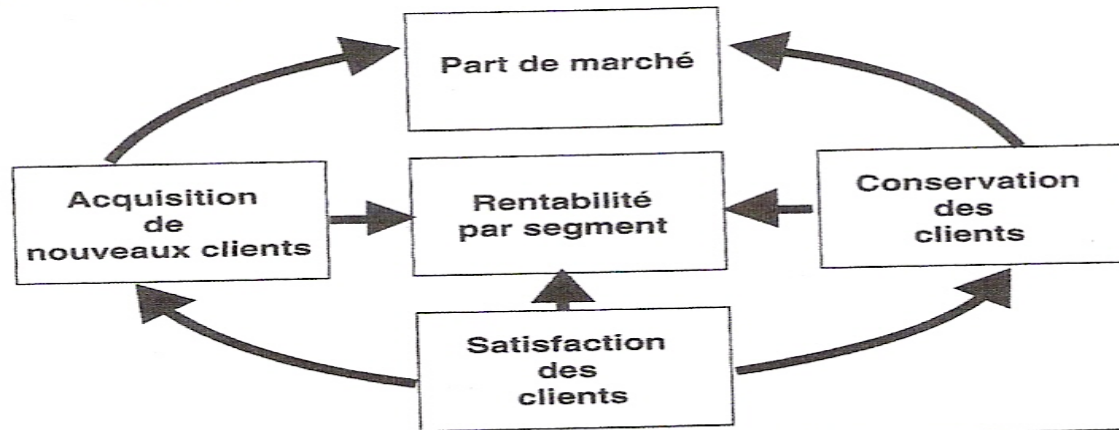 Part de marché
Acquisition
de
nouveaux clients
Rentabilité
par segment
Conservation
des
clients
Satisfaction
des
clients